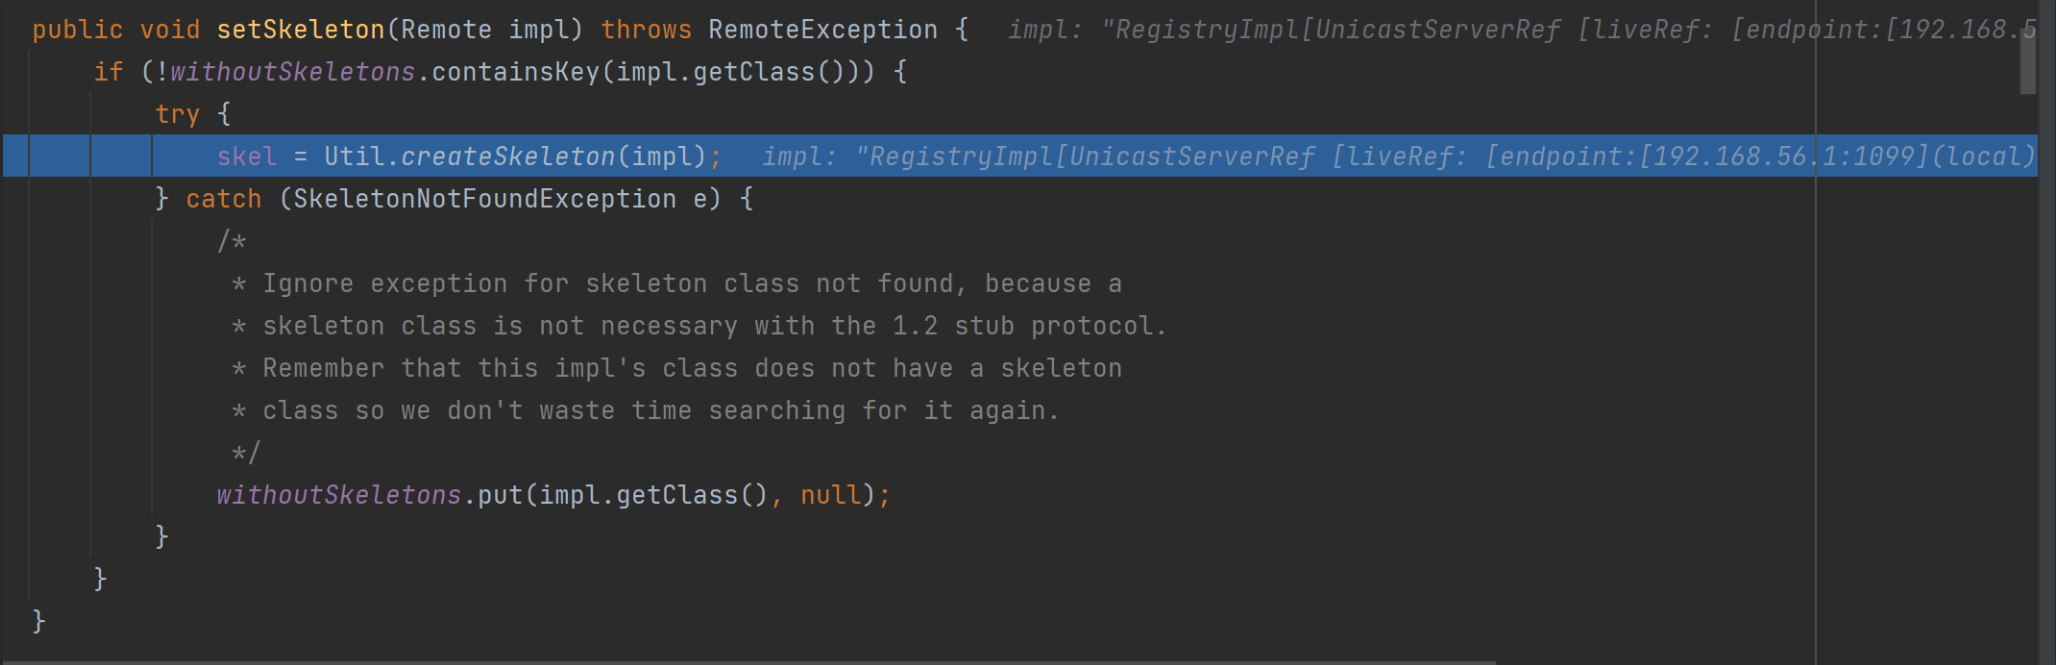 public void setSkeleton(Remote impl) throws RemoteException {  impl: "RegistryImpl[UnicastServerRef [liveRef: [endpoint:[192.168.5
if (!withoutSkeletons.containsKey(impl.getClass())) {
try {
skel = Util.createSkeleton(impl);  impl: "RegistryImpl[UnicastServerRef [liveRef: [endpoint:[192.168.56.1:1099](local)
} catch (SkeletonNotFoundException e) {
/*
* Ignore exception for skeleton class not found, because a
* skeleton class is not necessary with the 1.2 stub protocol.
* Remember that this impl's class does not have a skeleton
* class so we don't waste time searching for it again.
*/
withoutSkeletons.put(impl.getClass(), null);
}
}
}